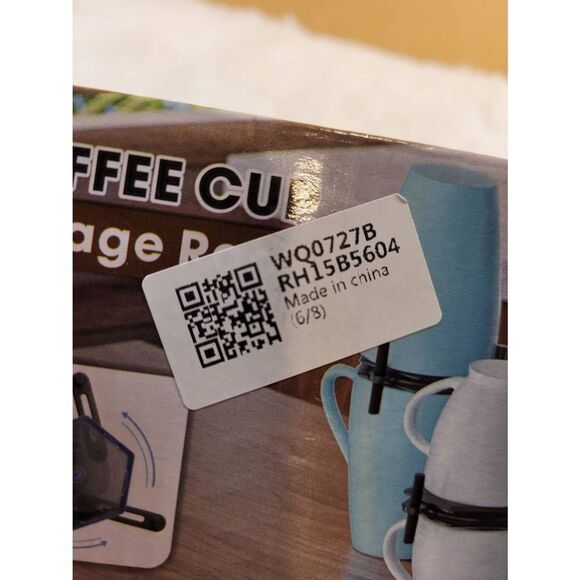 FFEE CU
age R
WQ0727B
RH15B5604
Made in china
(6/8)